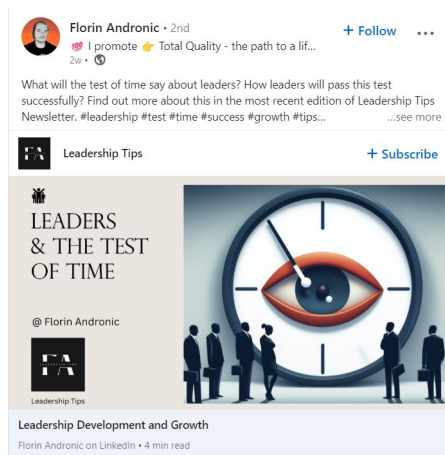 Florin Andronic • 2nd
+ Follow
💯 I promote 👉 Total Quality - the path to a lif...
2w •
What will the test of time say about leaders? How leaders will pass this test
successfully? Find out more about this in the most recent edition of Leadership Tips
Newsletter. #leadership #test #time #success #growth #tips...
...see more
FA
Leadership Tips
+ Subscribe
LEADERS
& THE TEST
OF TIME
@ Florin Andronic
FA
LEADERSHIP TIPS
Leadership Tips
Leadership Development and Growth
Florin Andronic on LinkedIn • 4 min read